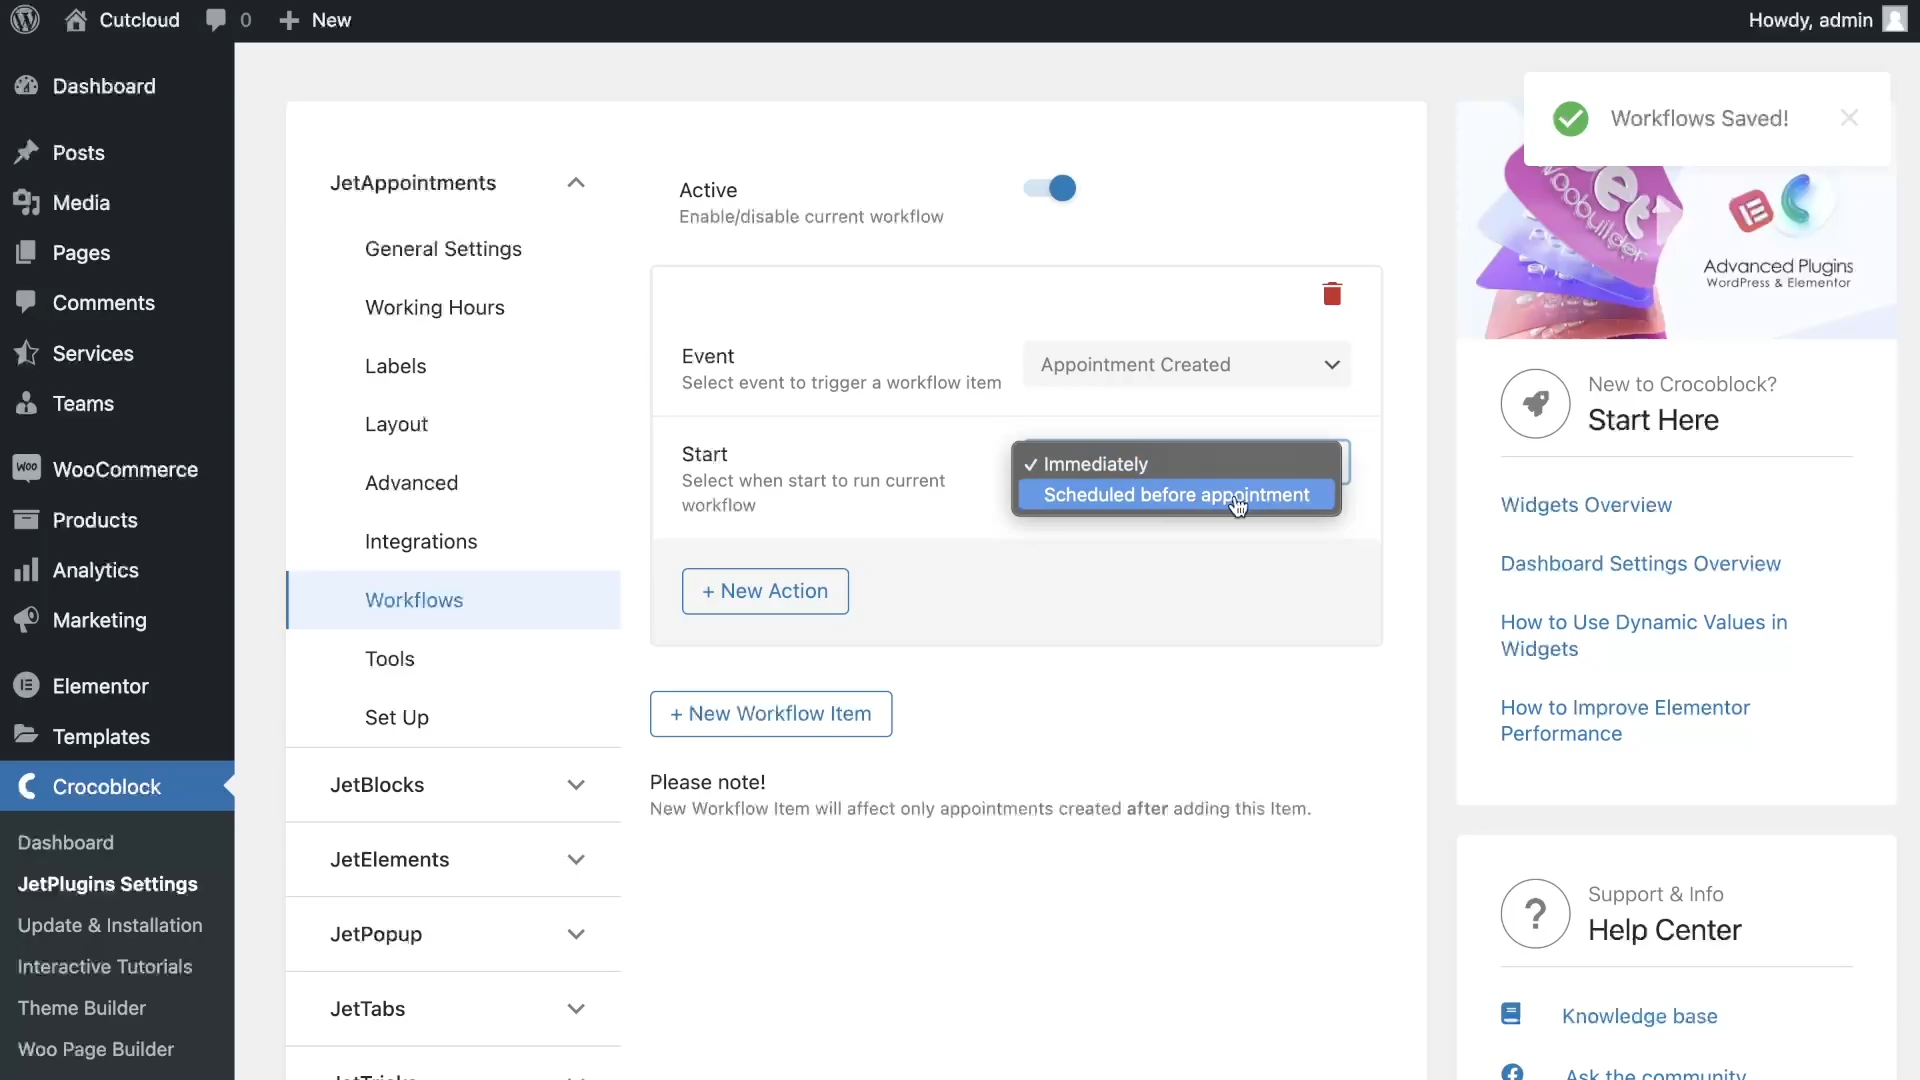 Cutcloud
0
New
Howdy, admin
Dashboard
Posts
Media
Pages
Comments
Services
Teams
WooCommerce
Products
Analytics
Marketing
Elementor
Templates
Crocoblock
Dashboard
JetPlugins Settings
Update & Installation
Interactive Tutorials
Theme Builder
Woo Page Builder
JetAppointments
General Settings
Working Hours
Labels
Layout
Advanced
Integrations
Workflows
Tools
Set Up
JetBlocks
JetElements
JetPopup
JetTabs
Active
Enable/disable current workflow
Event
Select event to trigger a workflow item
Appointment Created
Start
Select when start to run current
workflow
✓ Immediately
Scheduled before appointment
+ New Action
+ New Workflow Item
Please note!
New Workflow Item will affect only appointments created after adding this Item.
Workflows Saved!
woobuilder
Advanced Plugins
WordPress & Elementor
New to Crocoblock?
Start Here
Widgets Overview
Dashboard Settings Overview
How to Use Dynamic Values in
Widgets
How to Improve Elementor
Performance
Support & Info
Help Center
Knowledge base
Ask the community